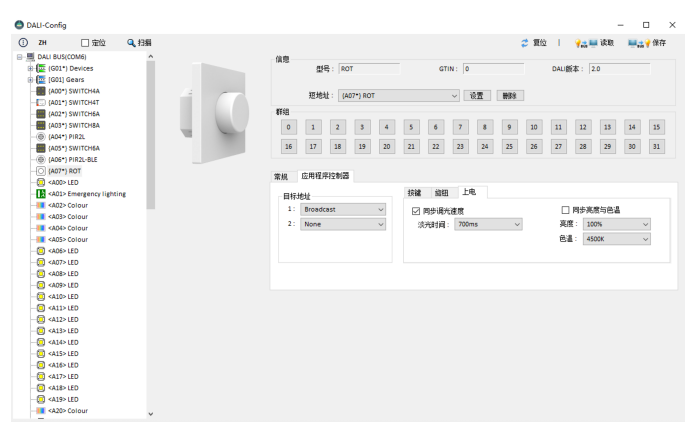 DALI-Config
ZH 定位 扫描 复位 读取 保存
DALI BUS(COM6)
(G01*) Devices
[G01] Gears
(A00*) SWITCH4A
(A01*) SWITCH4T
(A02*) SWITCH6A
(A03*) SWITCH8A
(A04*) PIR2L
(A05*) SWITCH6A
(A06*) PIR2L-BLE
(A07*) ROT
<A00> LED
<A01> Emergency lighting
<A02> Colour
<A03> Colour
<A04> Colour
<A05> Colour
<A06> LED
<A07> LED
<A08> LED
<A09> LED
<A10> LED
<A11> LED
<A12> LED
<A13> LED
<A14> LED
<A15> LED
<A16> LED
<A17> LED
<A18> LED
<A19> LED
<A20> Colour
信息
型号: ROT GTIN: 0 DALI版本: 2.0
短地址: (A07*) ROT 设置 删除
群组
0 1 2 3 4 5 6 7 8 9 10 11 12 13 14 15
16 17 18 19 20 21 22 23 24 25 26 27 28 29 30 31
常规 应用程序控制器
目标地址
1: Broadcast
2: None
按键 旋钮 上电
同步调光速度 同步亮度与色温
淡光时间: 700ms 亮度: 100%
色温: 4500K